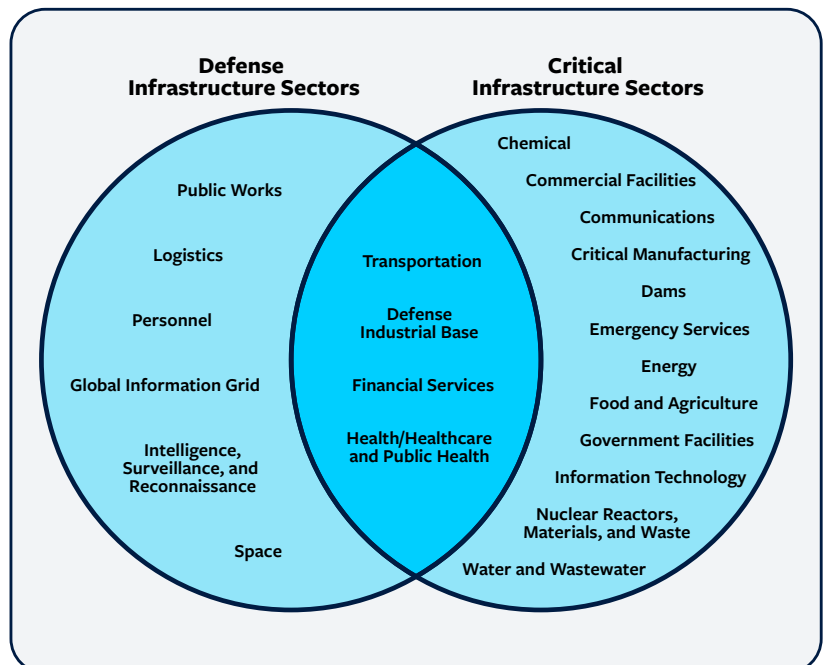 Defense
Infrastructure Sectors
Critical
Infrastructure Sectors
Public Works
Logistics
Personnel
Global Information Grid
Intelligence,
Surveillance, and
Reconnaissance
Space
Transportation
Defense
Industrial Base
Financial Services
Health/Healthcare
and Public Health
Chemical
Commercial Facilities
Communications
Critical Manufacturing
Dams
Emergency Services
Energy
Food and Agriculture
Government Facilities
Information Technology
Nuclear Reactors,
Materials, and Waste
Water and Wastewater